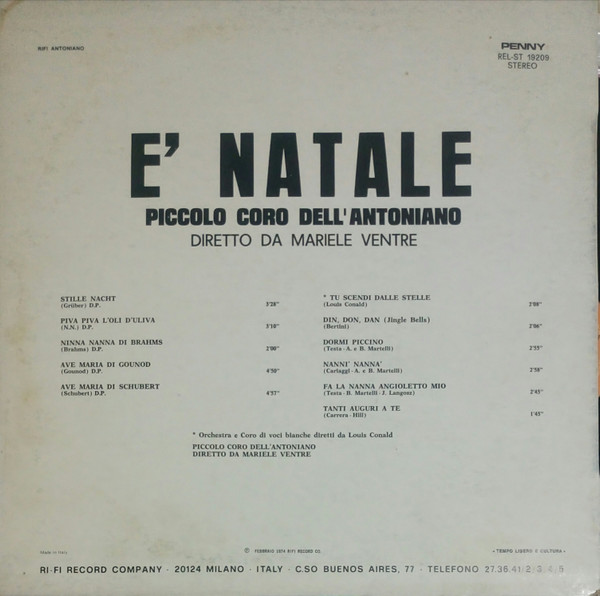 RIFI ANTONIANO
PENNY
REL-ST 19209
STEREO
E' NATALE
PICCOLO CORO DELL'ANTONIANO
DIRETTO DA MARIELE VENTRE
STILLE NACHT
(Grüber) D.P. 3'28"
PIVA PIVA L'OLI D'ULIVA
(N.N.) D.P. 3'10"
NINNA NANNA DI BRAHMS
(Brahms) D.P. 2'00"
AVE MARIA DI GOUNOD
(Gounod) D.P. 4'50"
AVE MARIA DI SCHUBERT
(Schubert) D.P. 4'57"
* TU SCENDI DALLE STELLE
(Louis Conald) 2'08"
DIN, DON, DAN (Jingle Bells)
(Bertini) 2'06"
DORMI PICCINO
(Testa - A. e B. Martelli) 2'55"
NANNI' NANNA'
(Carlaggi - A. e B. Martelli) 2'58"
FA LA NANNA ANGIOLETTO MIO
(Testa - B. Martelli - J. Langosz) 2'45"
TANTI AUGURI A TE
(Carrera - Hill) 1'45"
* Orchestra e Coro di voci bianche diretti da Louis Conald
PICCOLO CORO DELL'ANTONIANO
DIRETTO DA MARIELE VENTRE
Made in Italy
Ⓟ FEBBRAIO 1974 RIFI RECORD CO.
«TEMPO LIBERO E CULTURA»
RI-FI RECORD COMPANY · 20124 MILANO · ITALY · C.SO BUENOS AIRES, 77 · TELEFONO 27.36.41-2-3-4-5